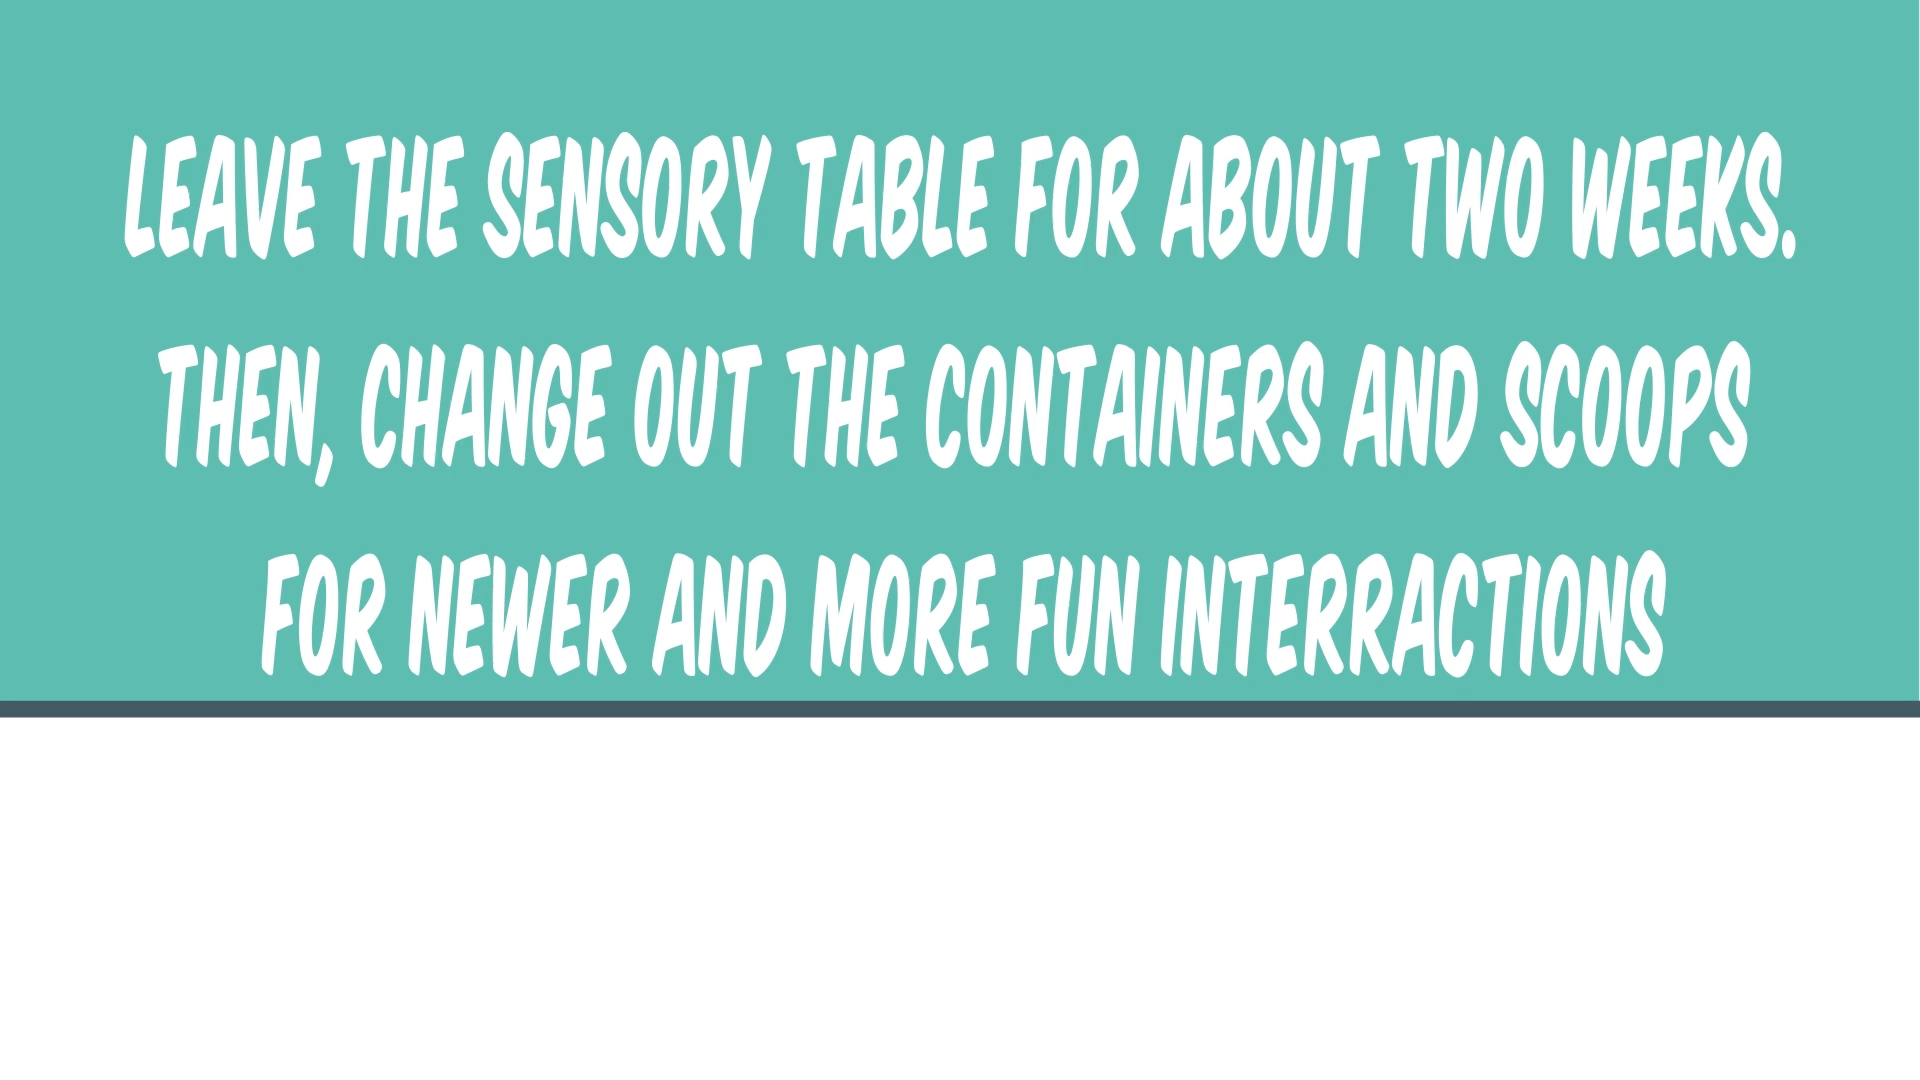 LEAVE THE SENSORY TABLE FOR ABOUT TWO WEEKS.
THEN, CHANGE OUT THE CONTAINERS AND SCOOPS
FOR NEWER AND MORE FUN INTERRACTIONS